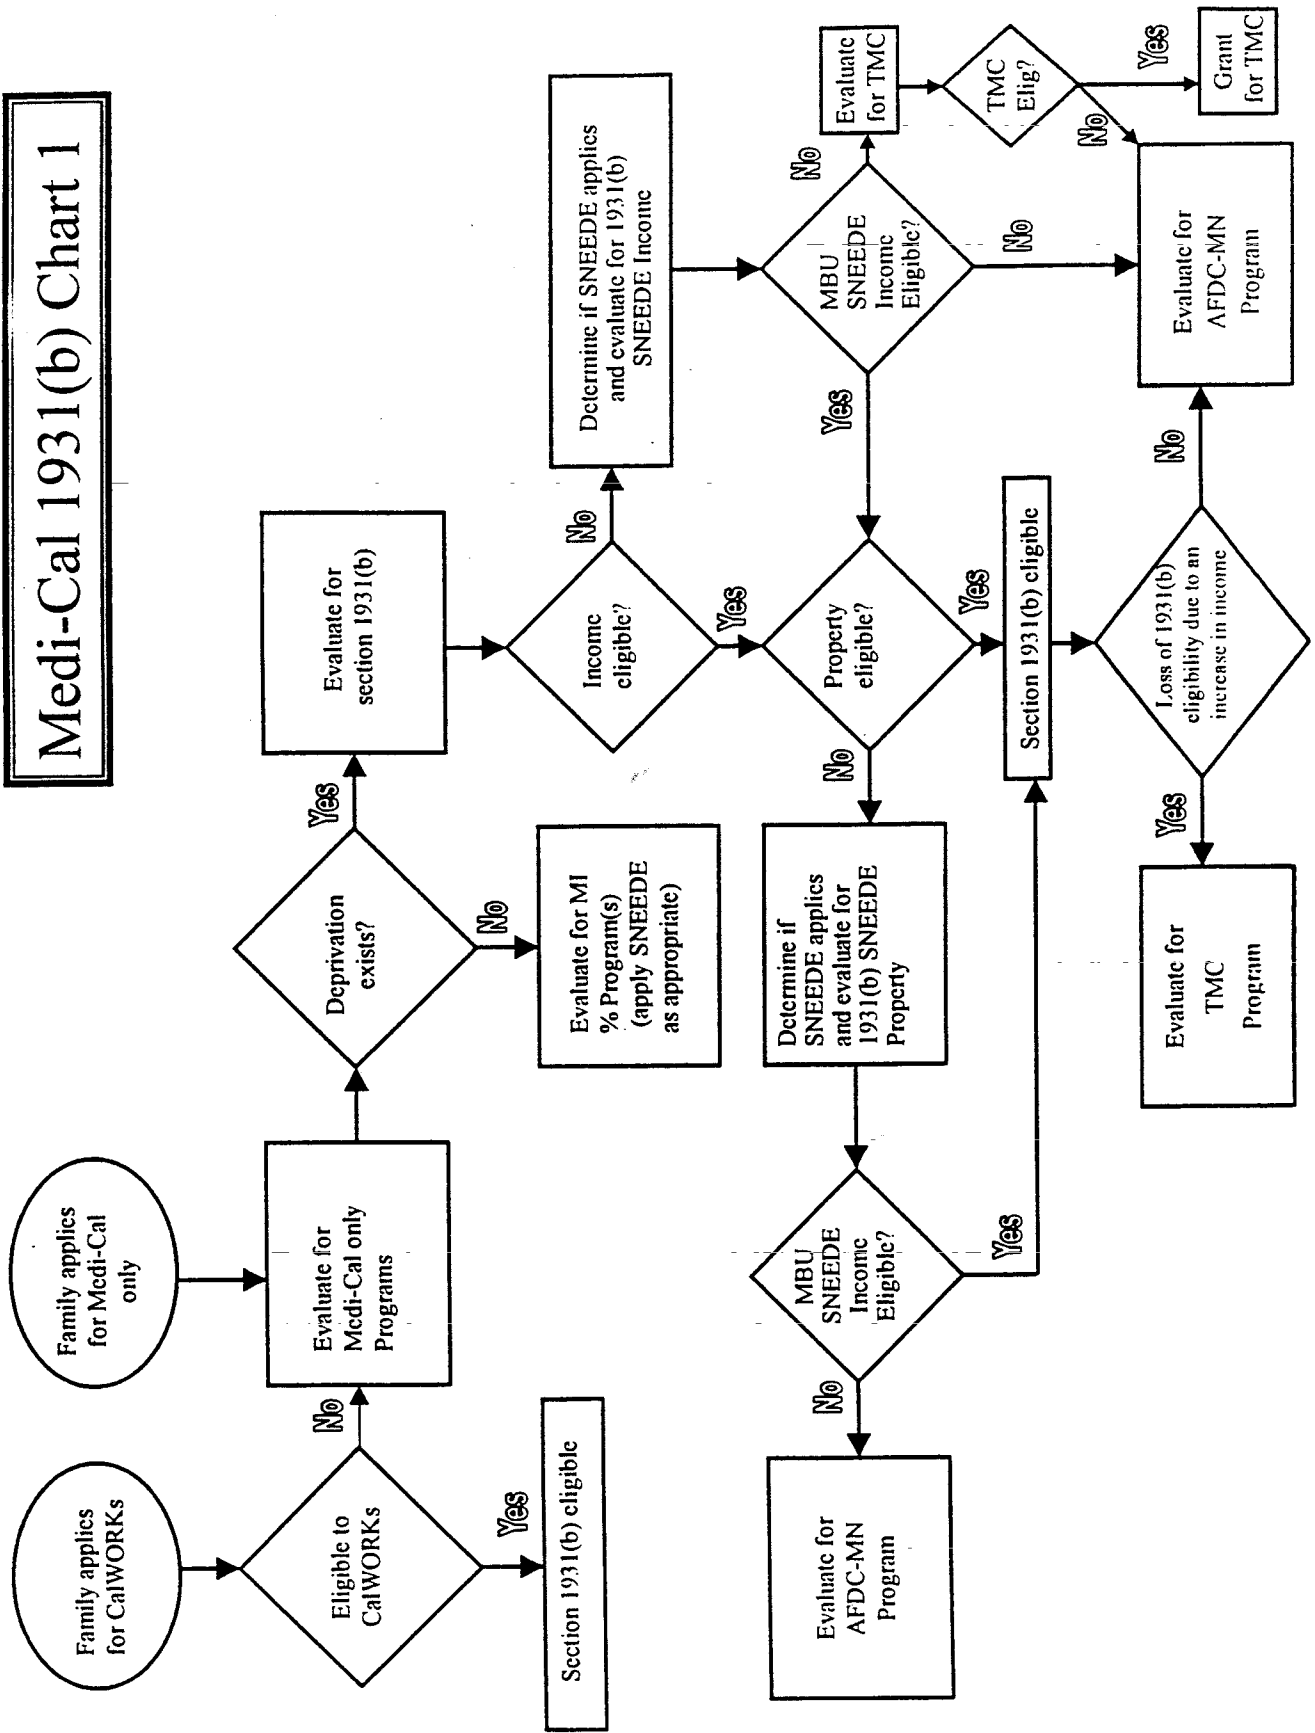 Medi-Cal 1931(b) Chart 1
Family applies
for CalWORKs
Family applies
for Medi-Cal
only
Eligible to
CalWORKs
No
Yes
Section 1931(b) eligible
Evaluate for
Medi-Cal only
Programs
Deprivation
exists?
Yes
No
Evaluate for MI
% Program(s)
(apply SNEEDE
as appropriate)
Evaluate for
section 1931(b)
Income
eligible?
No
Yes
Determine if SNEEDE applies
and evaluate for 1931(b)
SNEEDE Income
MBU
SNEEDE
Income
Eligible?
No
No
Yes
Evaluate
for TMC
TMC
Elig?
Yes
No
Grant
for TMC
Evaluate for
AFDC-MN
Program
Property
eligible?
No
Yes
Determine if
SNEEDE applies
and evaluate for
1931(b) SNEEDE
Property
MBU
SNEEDE
Income
Eligible?
No
Yes
Evaluate for
AFDC-MN
Program
Section 1931(b) eligible
Loss of 1931(b)
eligibility due to an
increase in income
No
Yes
Evaluate for
TMC
Program